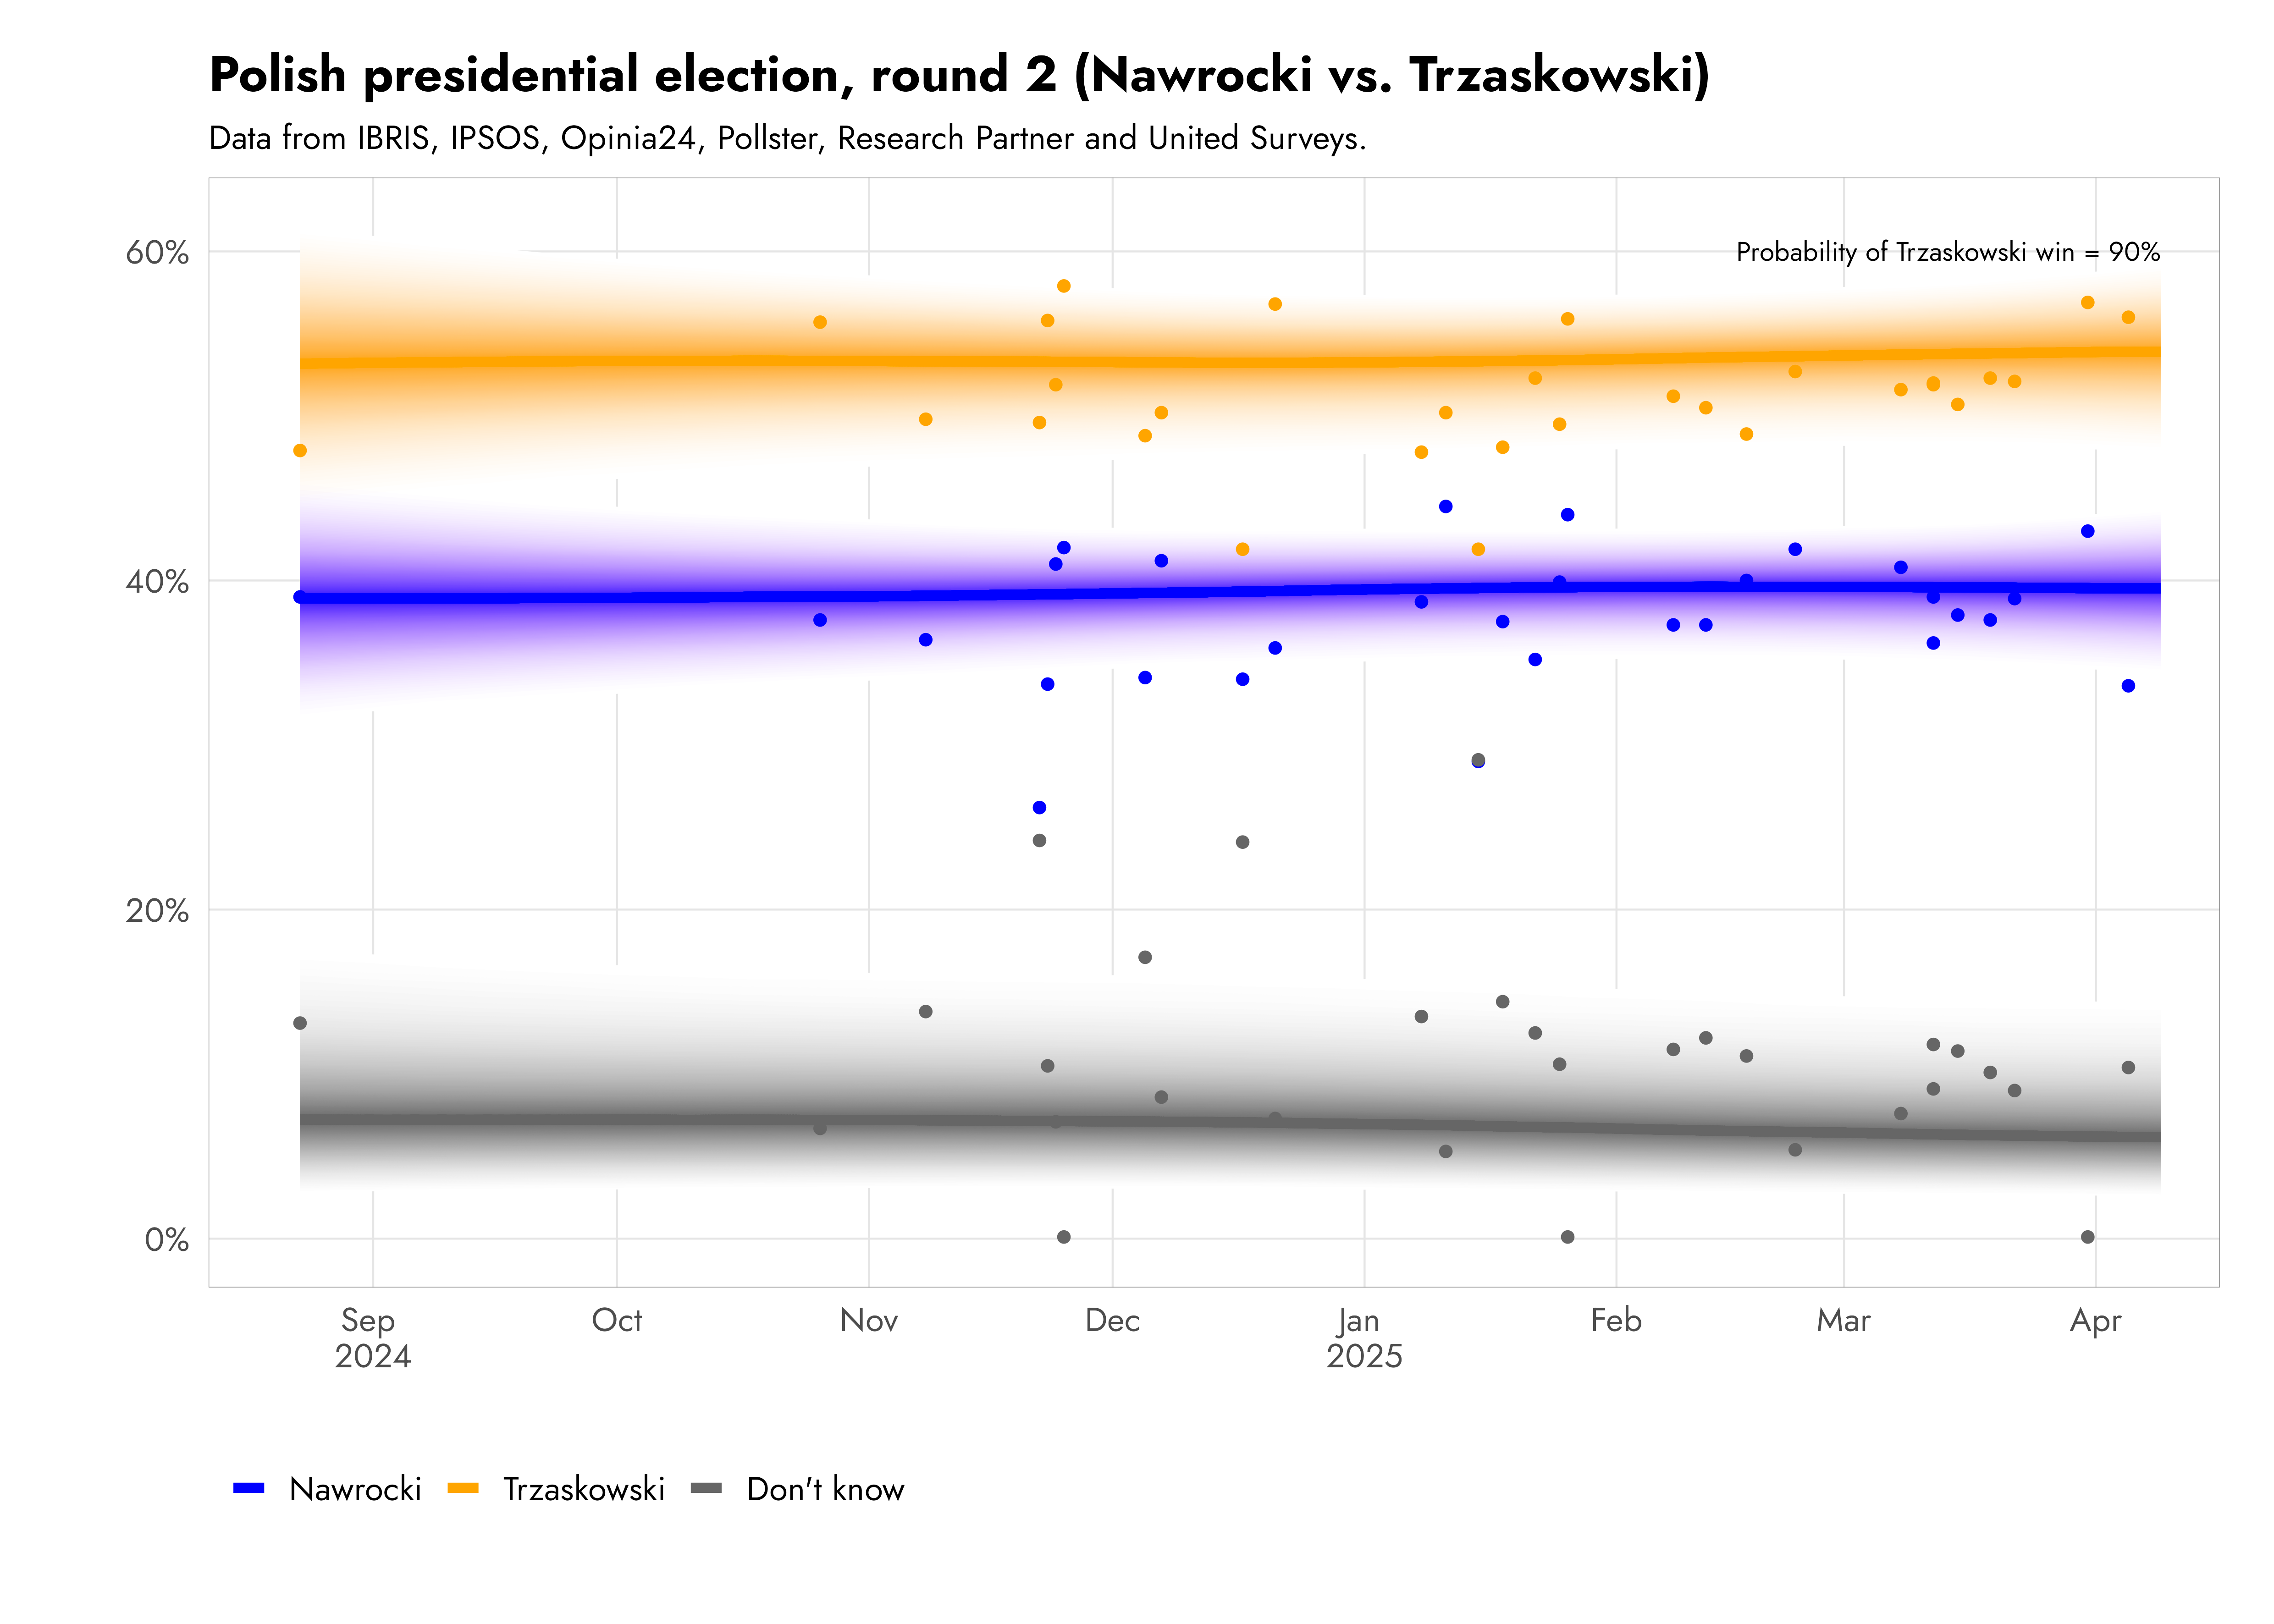 Polish presidential election, round 2 (Nawrocki vs. Trzaskowski)
Data from IBRIS, IPSOS, Opinia24, Pollster, Research Partner and United Surveys.
60%
Probability of Trzaskowski win = 90%
40%
20%
0%
Sep Oct Nov Dec Jan Feb Mar Apr
2024 2025
Nawrocki Trzaskowski Don't know